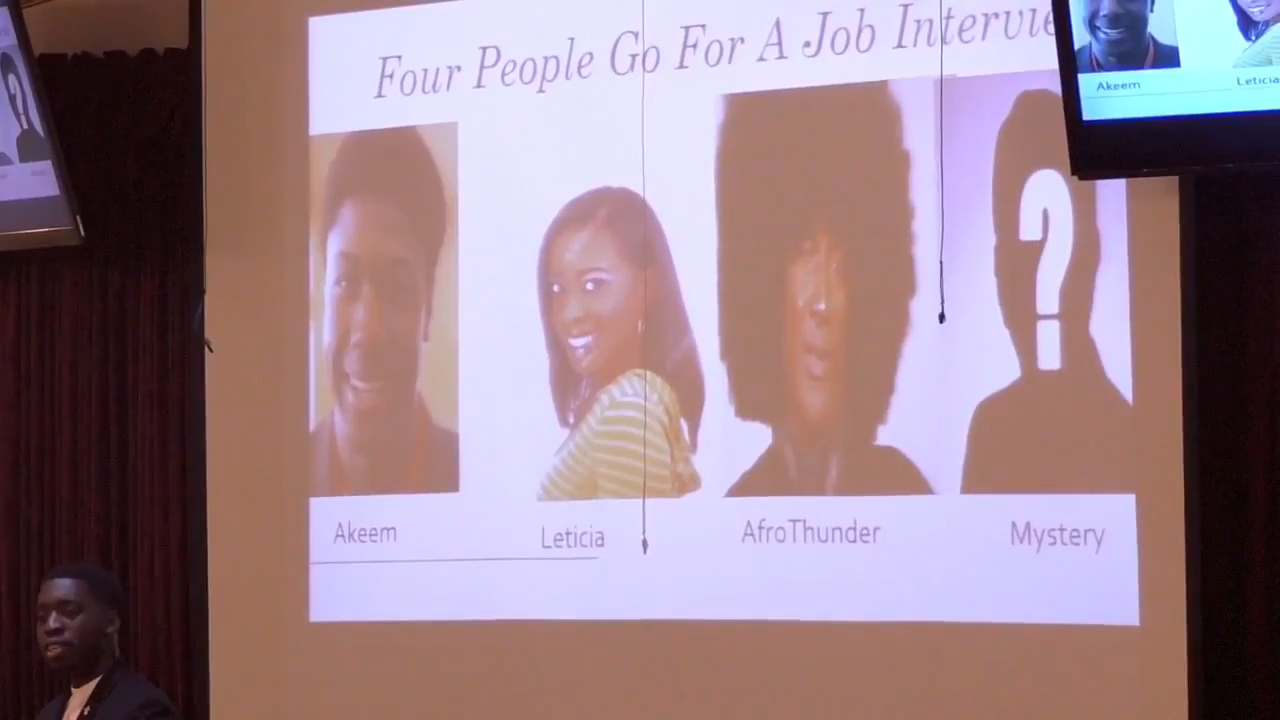 Four People Go For A Job Intervie
Akeem
Leticia
AfroThunder
Mystery
?
Akeem
Leticia